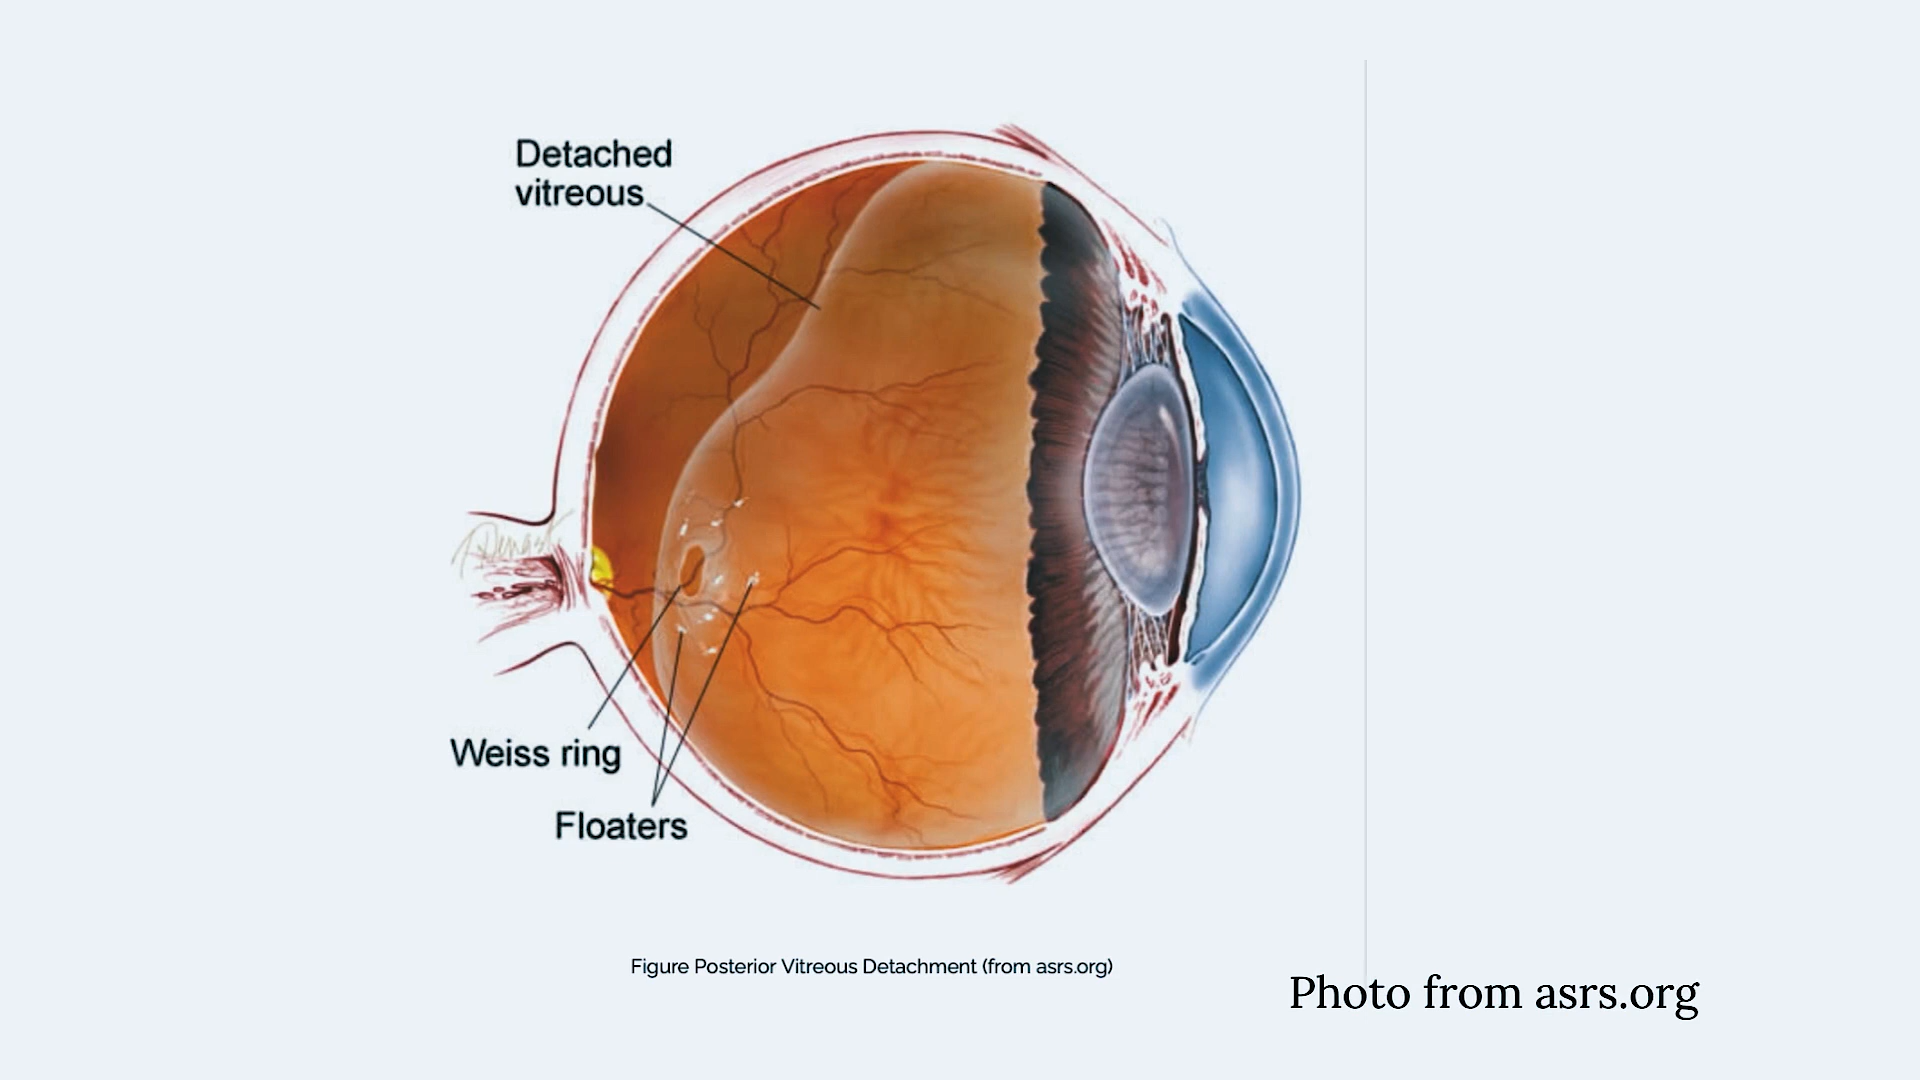 Detached
vitreous
Weiss ring
Floaters
Figure Posterior Vitreous Detachment (from asrs.org)
Photo from asrs.org